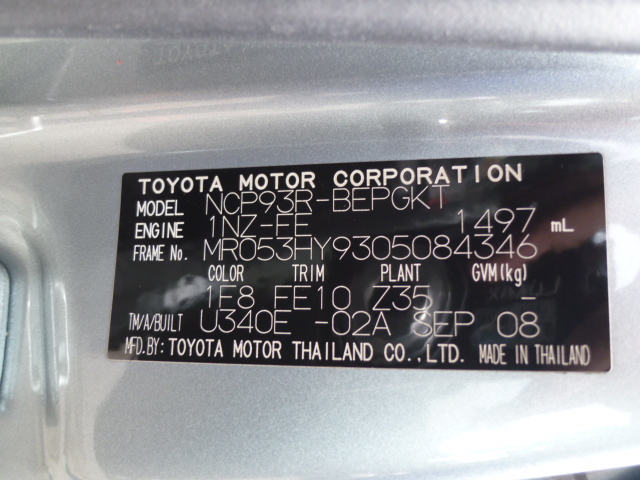 TOYOTA MOTOR CORPORATION
MODEL NCP93R-BEPGKT
ENGINE 1NZ-FE 1497 mL
FRAME No. MR053HY9305084346
COLOR TRIM PLANT GVM(kg)
1F8 FE10 Z35 -
TM/A/BUILT U340E -02A SEP 08
MFD.BY: TOYOTA MOTOR THAILAND CO.,LTD. MADE IN THAILAND